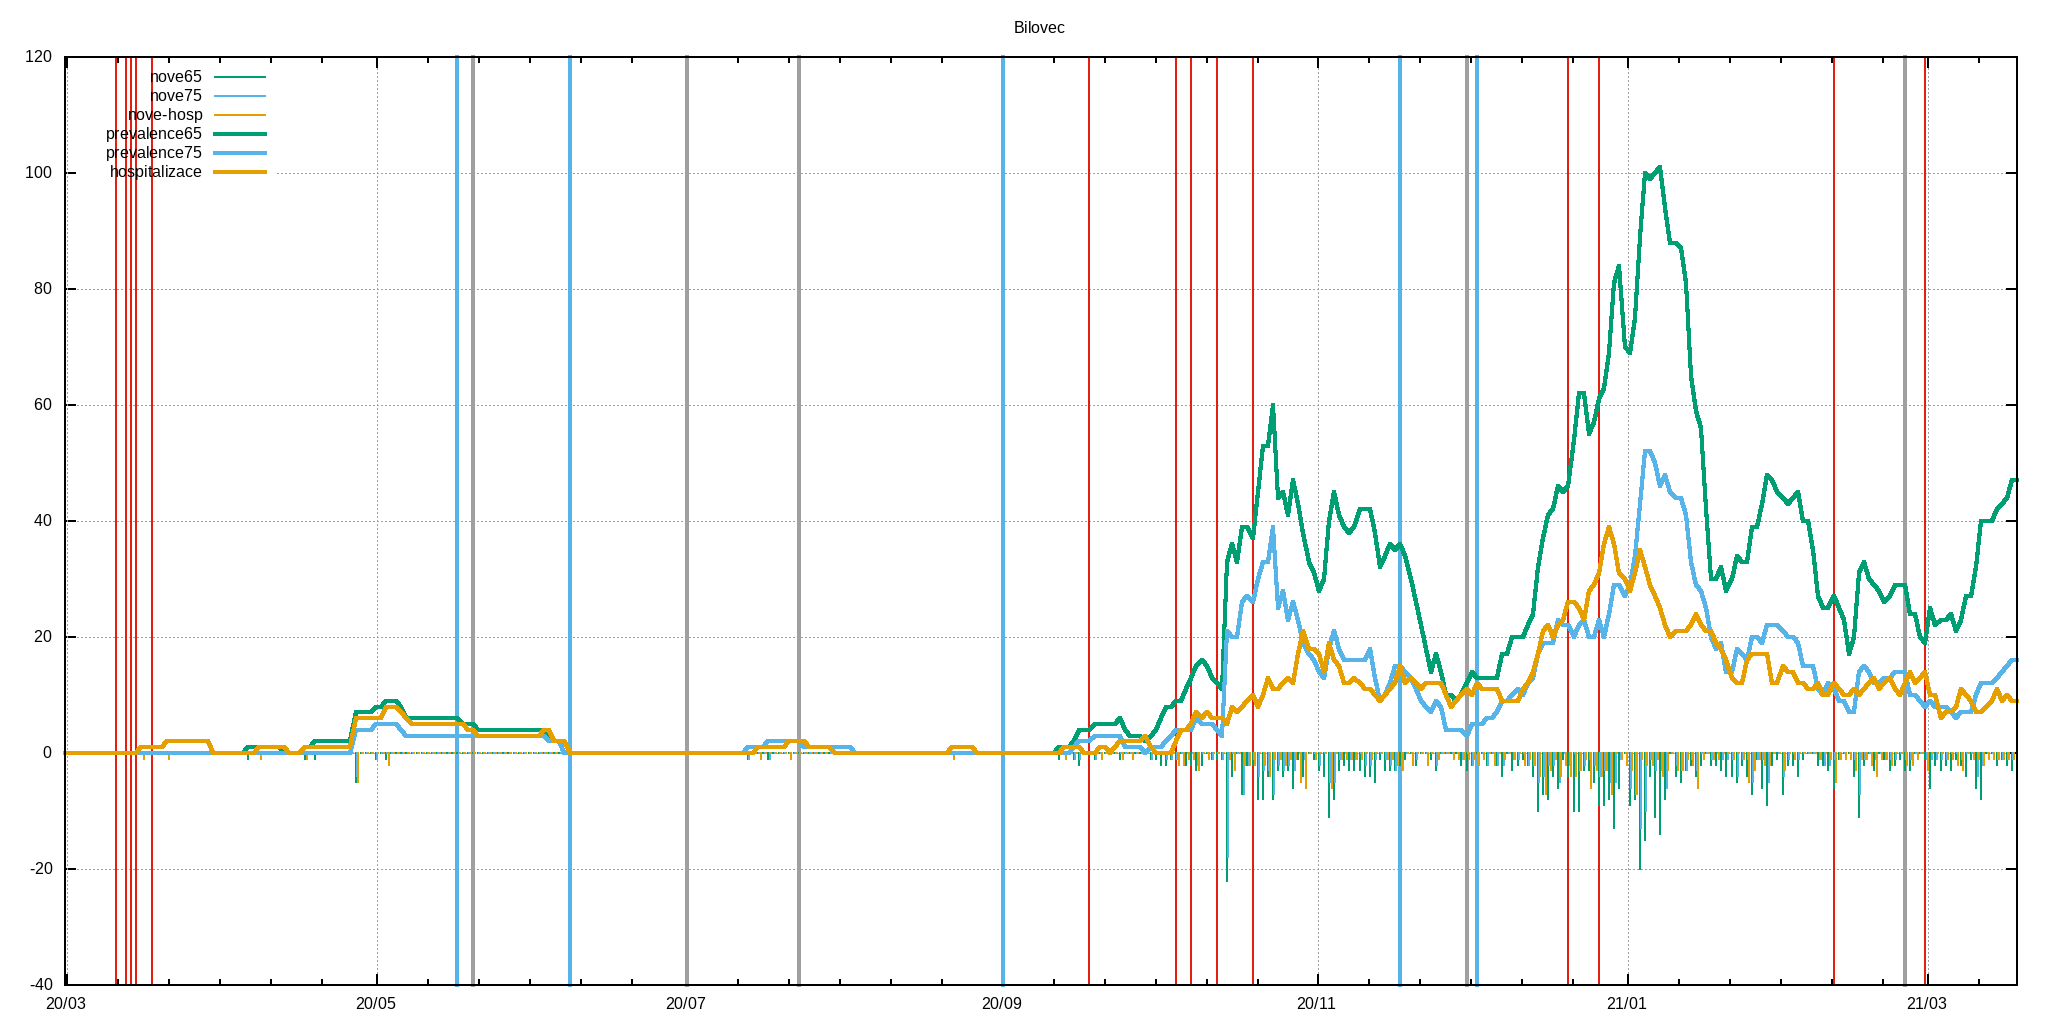 Bilovec
120
100
80
60
40
20
0
-20
-40
nove65
nove75
nove-hosp
prevalence65
prevalence75
hospitalizace
20/03 20/05 20/07 20/09 20/11 21/01 21/03